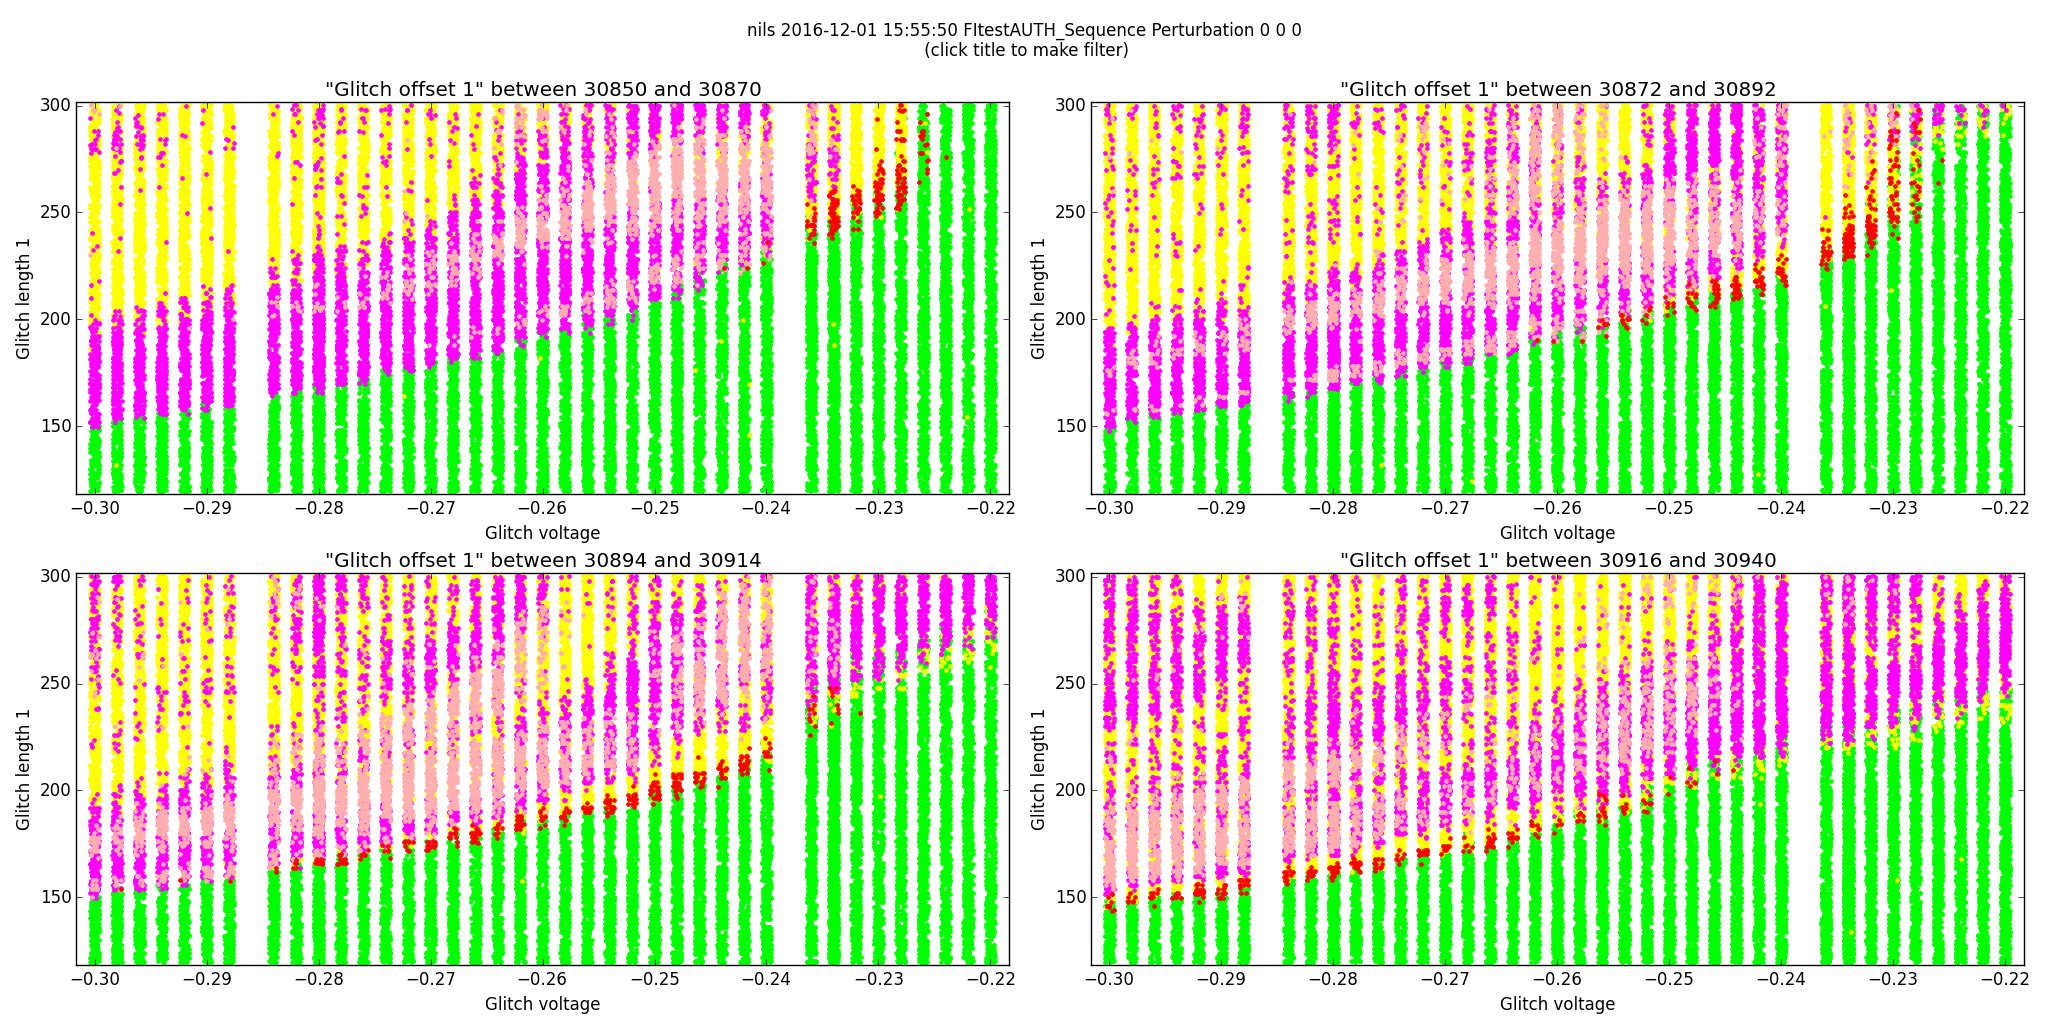 nils 2016-12-01 15:55:50 FItestAUTH_Sequence Perturbation 0 0 0
(click title to make filter)
"Glitch offset 1" between 30850 and 30870
300
250
200
150
Glitch length 1
−0.30 −0.29 −0.28 −0.27 −0.26 −0.25 −0.24 −0.23 −0.22
Glitch voltage
"Glitch offset 1" between 30872 and 30892
300
250
200
150
Glitch length 1
−0.30 −0.29 −0.28 −0.27 −0.26 −0.25 −0.24 −0.23 −0.22
Glitch voltage
"Glitch offset 1" between 30894 and 30914
300
250
200
150
Glitch length 1
−0.30 −0.29 −0.28 −0.27 −0.26 −0.25 −0.24 −0.23 −0.22
Glitch voltage
"Glitch offset 1" between 30916 and 30940
300
250
200
150
Glitch length 1
−0.30 −0.29 −0.28 −0.27 −0.26 −0.25 −0.24 −0.23 −0.22
Glitch voltage